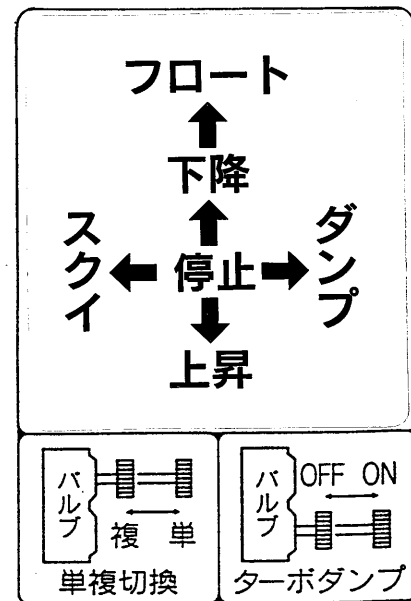 フロート
下降
スクイ
停止
ダンプ
上昇
バルブ
複 単
単複切換
バルブ
OFF ON
ターボダンプ